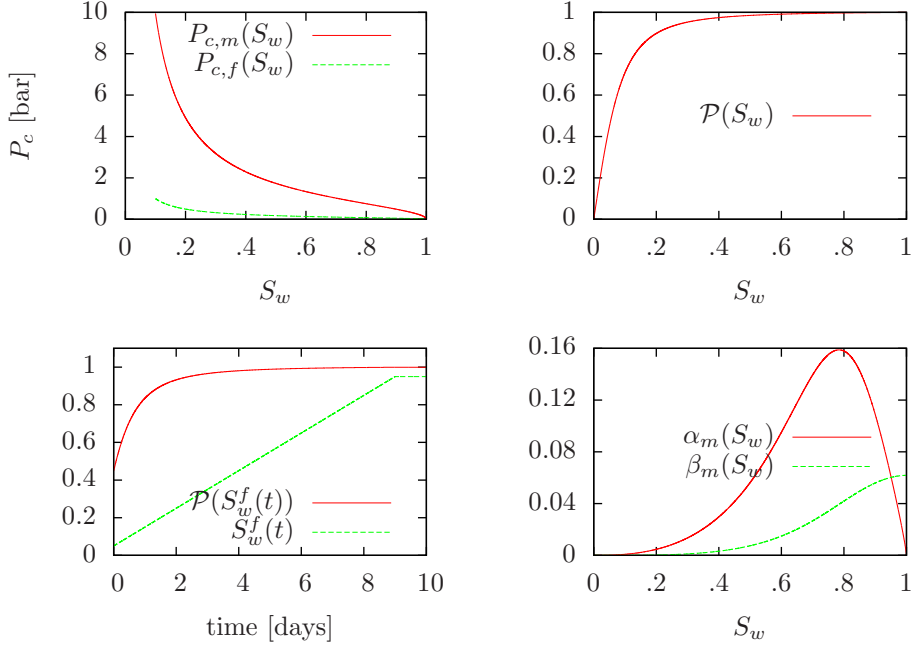 10
8
6
4
2
0
0 .2 .4 .6 .8 1
P_c [bar]
S_w
P_{c,m}(S_w)
P_{c,f}(S_w)
1
0.8
0.6
0.4
0.2
0
0 .2 .4 .6 .8 1
S_w
𝒫(S_w)
1
0.8
0.6
0.4
0.2
0
0 2 4 6 8 10
time [days]
𝒫(S_w^f(t))
S_w^f(t)
0.16
0.12
0.08
0.04
0
0 .2 .4 .6 .8 1
S_w
α_m(S_w)
β_m(S_w)